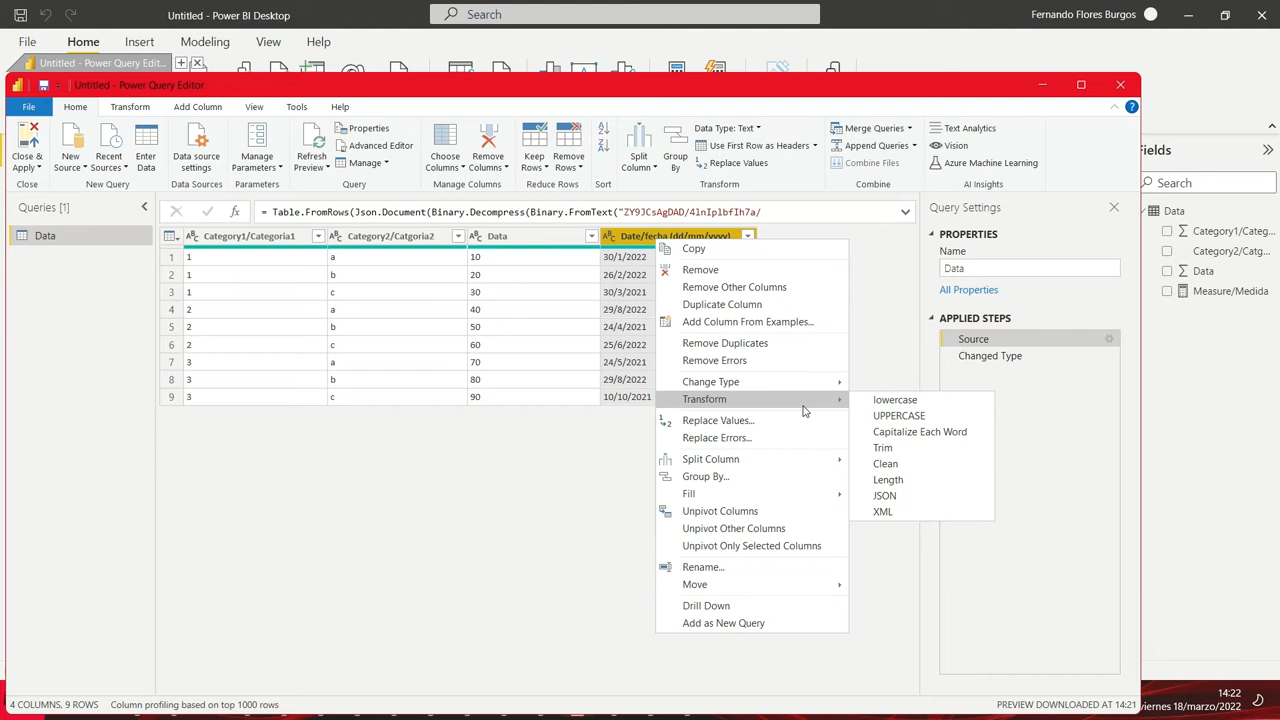 Untitled - Power BI Desktop
Search
Fernando Flores Burgos
File Home Insert Modeling View Help
Untitled - Power Query Edit...
Untitled - Power Query Editor
File Home Transform Add Column View Tools Help
Close & Apply
New Source
Recent Sources
Enter Data
Data source settings
Manage Parameters
Refresh Preview
Properties
Advanced Editor
Manage
Choose Columns
Remove Columns
Keep Rows
Remove Rows
Split Column
Group By
Data Type: Text
Use First Row as Headers
Replace Values
Merge Queries
Append Queries
Combine Files
Text Analytics
Vision
Azure Machine Learning
Close
New Query
Data Sources
Parameters
Query
Manage Columns
Reduce Rows
Sort
Transform
Combine
AI Insights
Queries [1]
Data
= Table.FromRows(Json.Document(Binary.Decompress(Binary.FromText("ZY9JCsAgDAD/4lnIplbfIh7a/
Category1/Categoria1 Category2/Catgoria2 Data Date/fecha (dd/mm/yyyy)
1 1 a 10 30/1/2022
2 1 b 20 26/2/2022
3 1 c 30 30/3/2021
4 2 a 40 29/8/2022
5 2 b 50 24/4/2021
6 2 c 60 25/6/2022
7 3 a 70 24/5/2021
8 3 b 80 29/8/2022
9 3 c 90 10/10/2021
Copy
Remove
Remove Other Columns
Duplicate Column
Add Column From Examples...
Remove Duplicates
Remove Errors
Change Type
Transform
Replace Values...
Replace Errors...
Split Column
Group By...
Fill
Unpivot Columns
Unpivot Other Columns
Unpivot Only Selected Columns
Rename...
Move
Drill Down
Add as New Query
lowercase
UPPERCASE
Capitalize Each Word
Trim
Clean
Length
JSON
XML
Query Settings
PROPERTIES
Name
Data
All Properties
APPLIED STEPS
Source
Changed Type
Fields
Search
Data
Category1/Categ...
Category2/Catg...
Data
Measure/Medida
4 COLUMNS, 9 ROWS Column profiling based on top 1000 rows
PREVIEW DOWNLOADED AT 14:21
14:22
viernes 18/marzo/2022